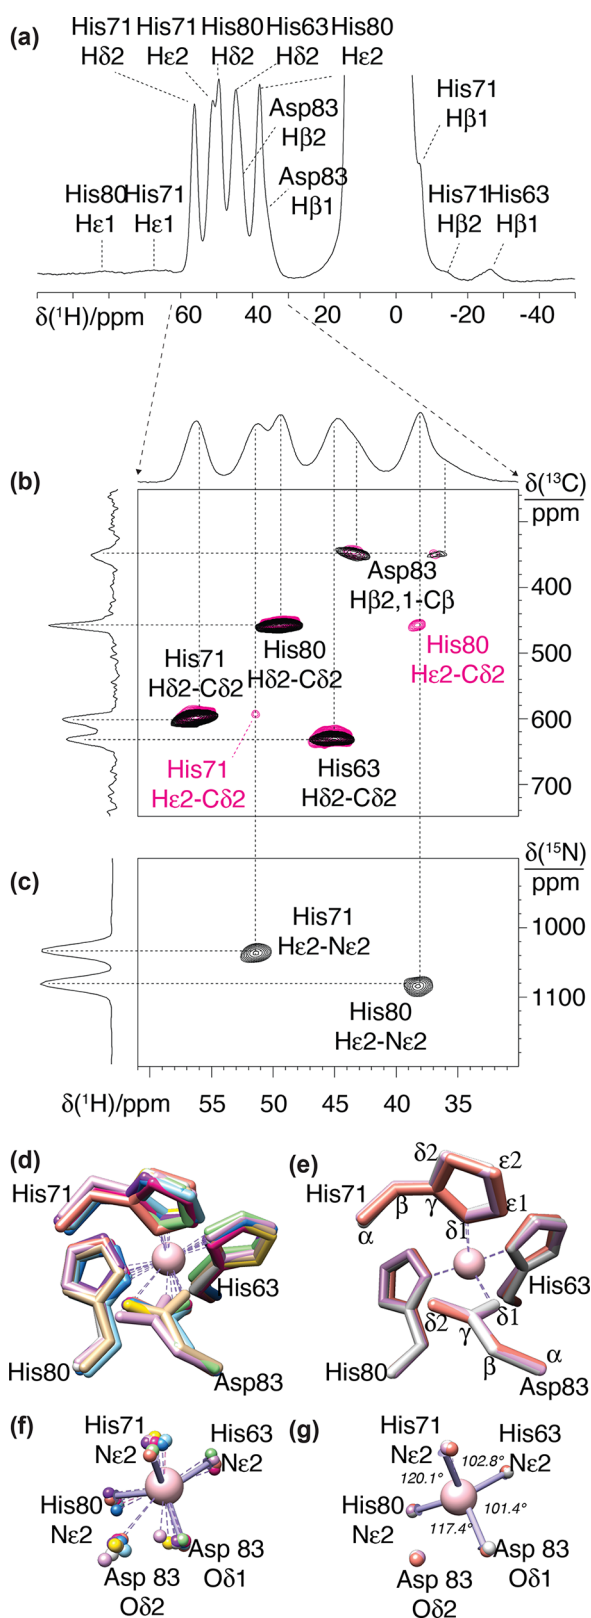 (a)
His71 His80 His63 His80
His71
Hδ2 Hε2 Hδ2 Hδ2 Hε2
Asp83
Hβ2
His71
Hβ1
Asp83
Hβ1
His80 His71
Hε1 Hε1
His71 His63
Hβ2 Hβ1
δ(¹H)/ppm 60 40 20 0 -20 -40
(b)
δ(¹³C)
ppm
Asp83
Hβ2,1-Cβ
400
His80
Hε2-Cδ2
His71
Hδ2-Cδ2
His80
Hδ2-Cδ2
500
600
His71
Hε2-Cδ2
His63
Hδ2-Cδ2
700
(c)
δ(¹⁵N)
ppm
His71
Hε2-Nε2
1000
His80
Hε2-Nε2
1100
δ(¹H)/ppm 55 50 45 40 35
(d)
His71
His63
His80
Asp83
(e)
δ2 ε2
His71
β γ ε1
α δ1
His63
δ2 δ1
γ
His80 β α
Asp83
(f)
His71
Nε2
His63
Nε2
His80
Nε2
Asp 83
Oδ2
Asp 83
Oδ1
(g)
His71
Nε2
His63
Nε2
102.8°
120.1°
His80
Nε2
101.4°
117.4°
Asp 83
Oδ1
Asp 83
Oδ2